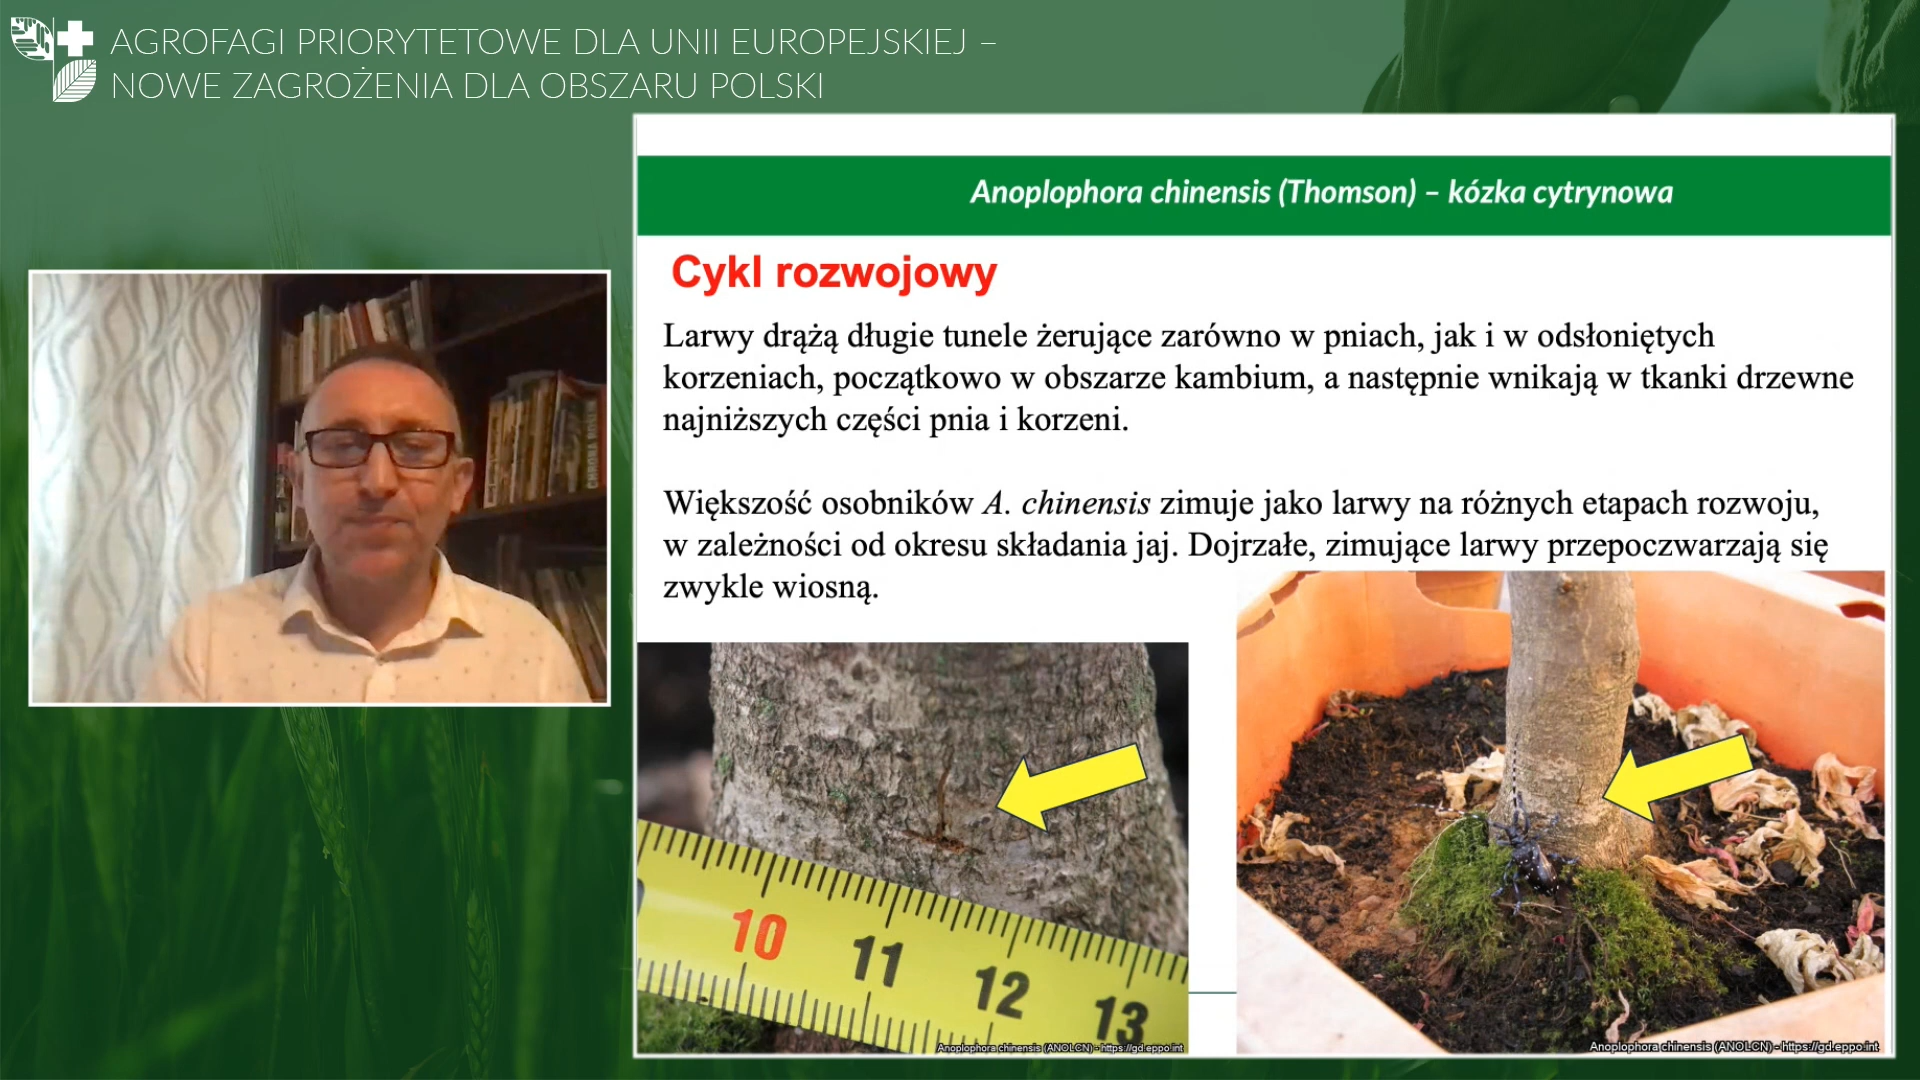 AGROFAGI PRIORYTETOWE DLA UNII EUROPEJSKIEJ –
NOWE ZAGROŻENIA DLA OBSZARU POLSKI
Anoplophora chinensis (Thomson) – kózka cytrynowa
Cykl rozwojowy
Larwy drążą długie tunele żerujące zarówno w pniach, jak i w odsłoniętych
korzeniach, początkowo w obszarze kambium, a następnie wnikają w tkanki drzewne
najniższych części pnia i korzeni.
Większość osobników A. chinensis zimuje jako larwy na różnych etapach rozwoju,
w zależności od okresu składania jaj. Dojrzałe, zimujące larwy przepoczwarzają się
zwykle wiosną.
10 11 12 13
Anoplophora chinensis (ANOLCN) - https://gd.eppo.int
Anoplophora chinensis (ANOLCN) - https://gd.eppo.int